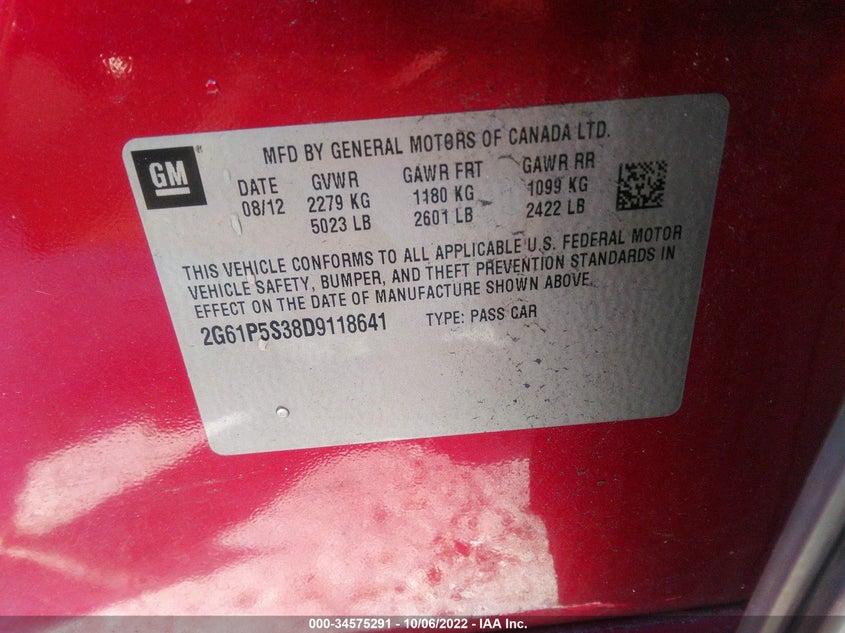 GM
MFD BY GENERAL MOTORS OF CANADA LTD.
DATE GVWR GAWR FRT GAWR RR
08/12 2279 KG 1180 KG 1099 KG
5023 LB 2601 LB 2422 LB
THIS VEHICLE CONFORMS TO ALL APPLICABLE U.S. FEDERAL MOTOR
VEHICLE SAFETY, BUMPER, AND THEFT PREVENTION STANDARDS IN
EFFECT ON THE DATE OF MANUFACTURE SHOWN ABOVE.
2G61P5S38D9118641 TYPE: PASS CAR
000-34575291 - 10/06/2022 - IAA Inc.